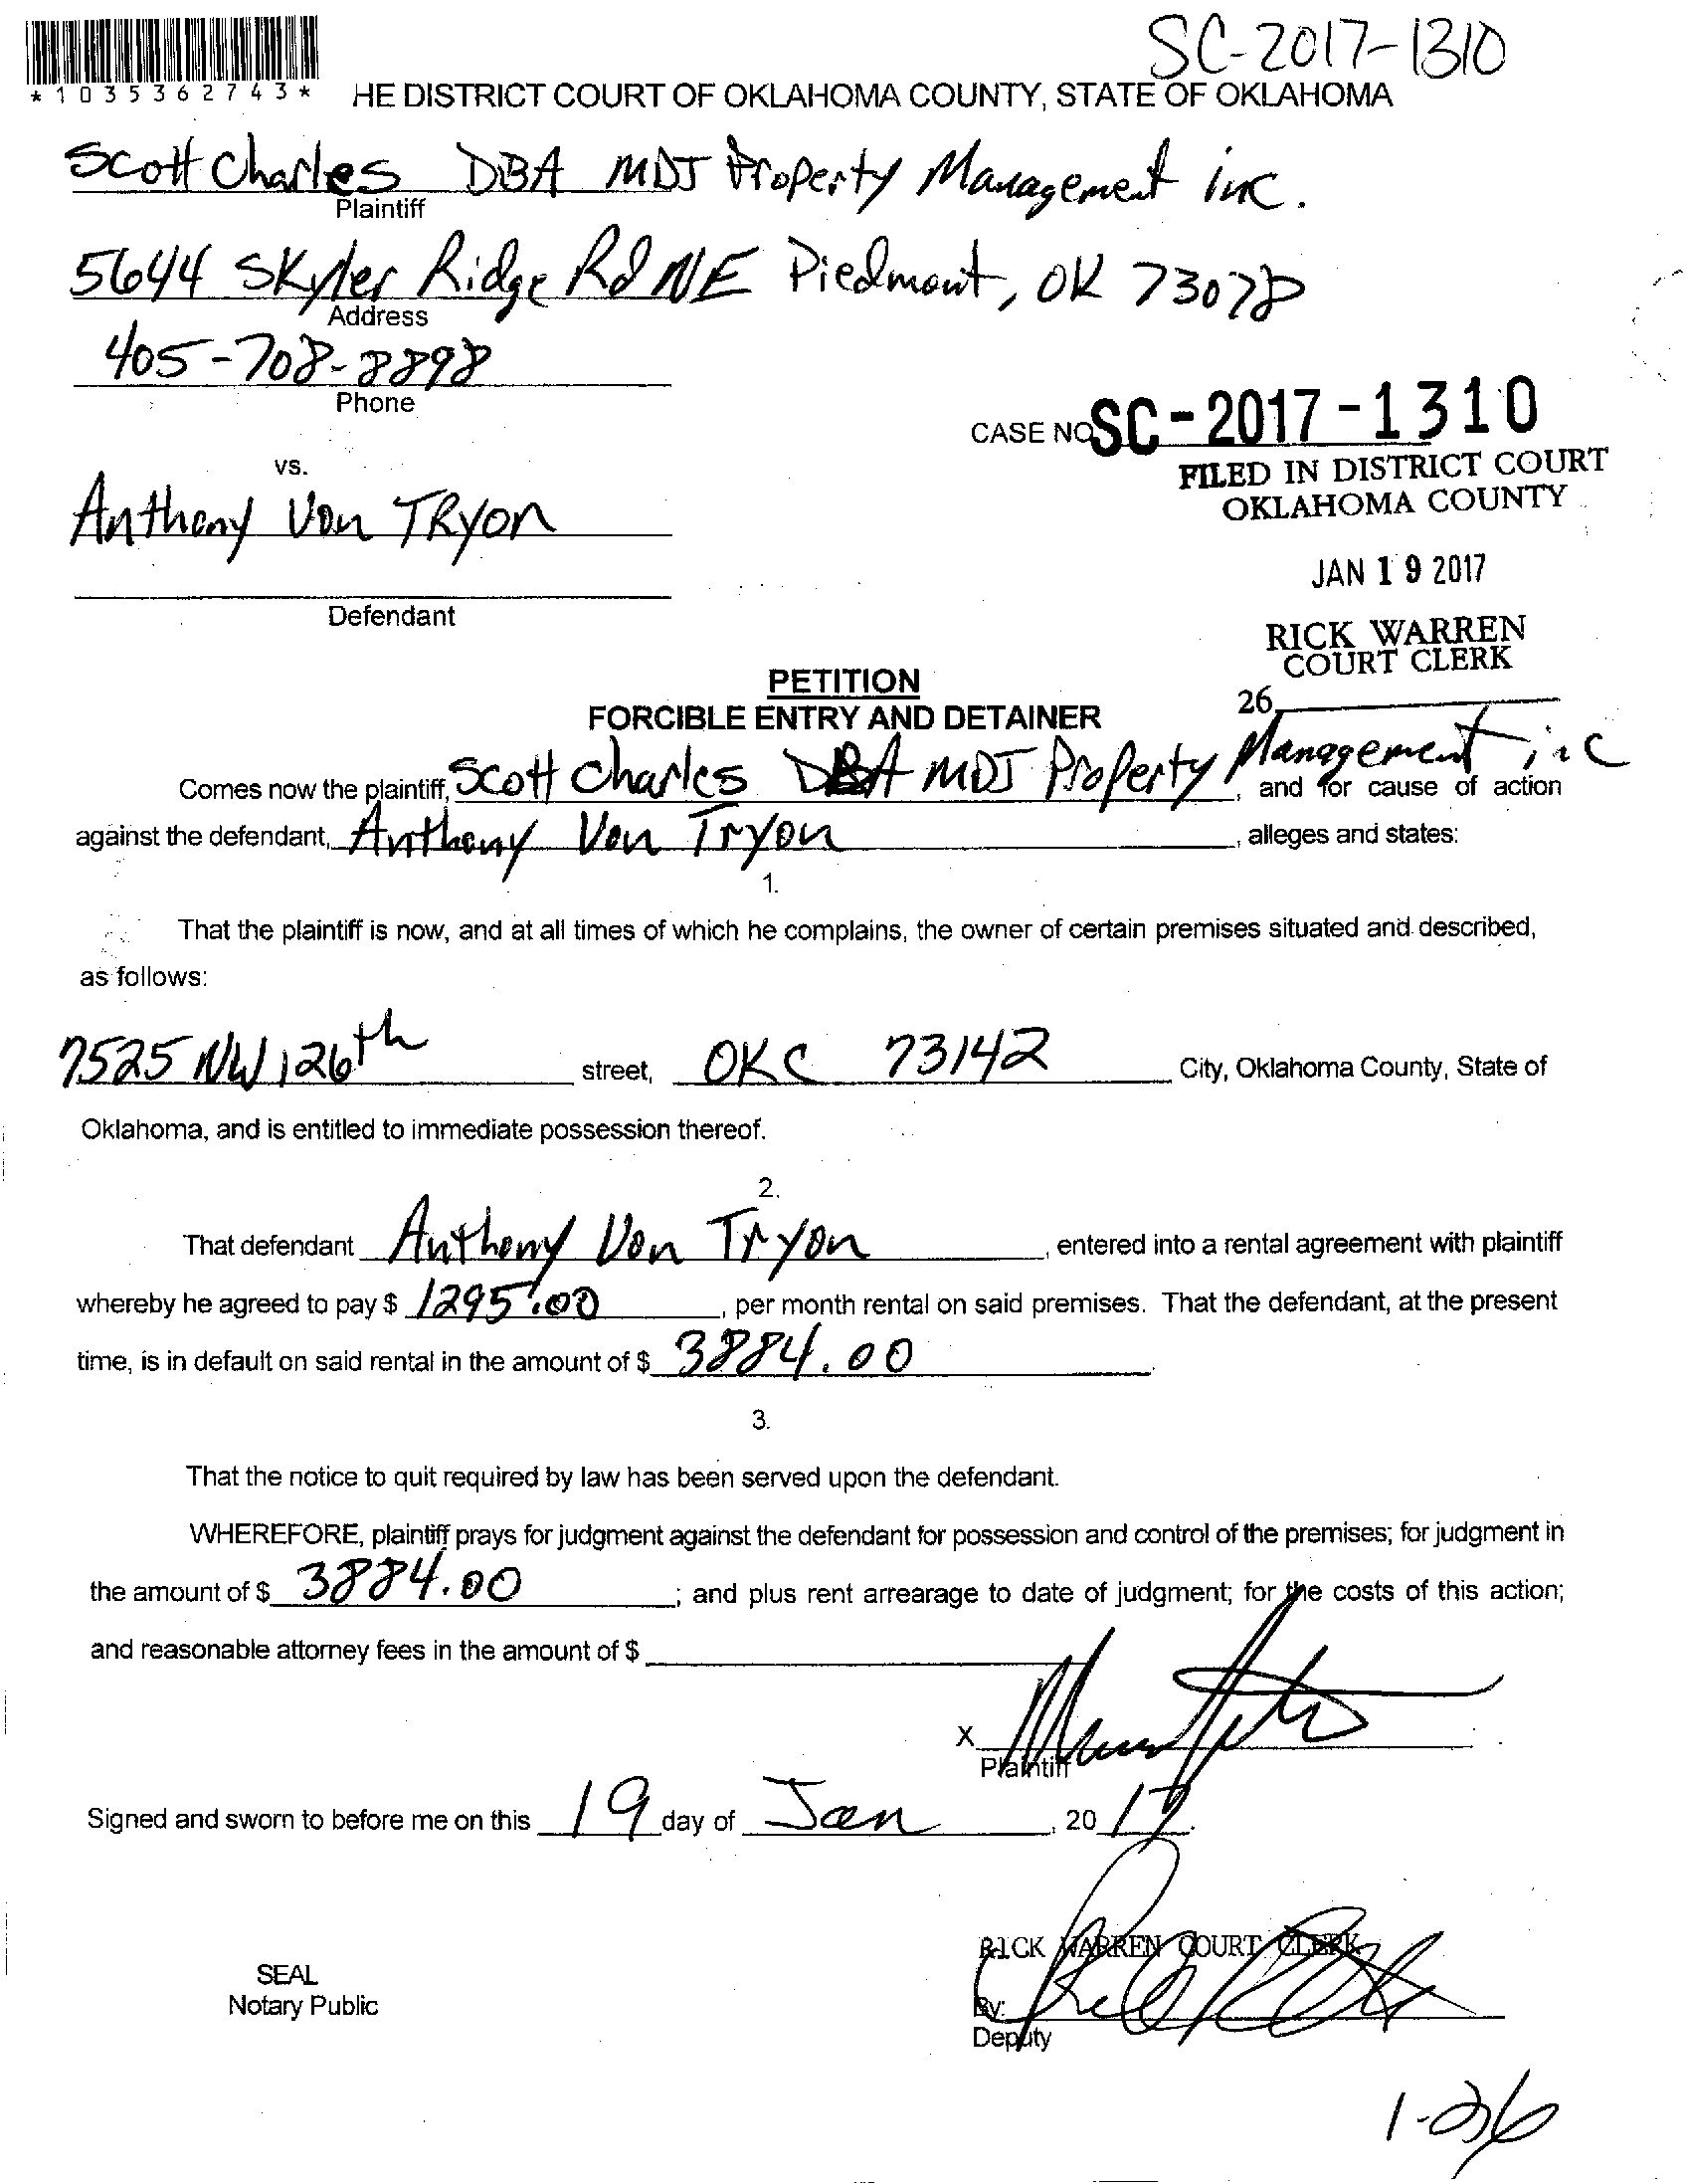 SC-2017-1310
*1035362743*
HE DISTRICT COURT OF OKLAHOMA COUNTY, STATE OF OKLAHOMA
Scott Charles DBA MDJ Property Management inc.
Plaintiff
5644 Skyler Ridge Rd NE Piedmont, OK 73078
Address
405-708-8898
Phone
CASE NO SC-2017-1310
FILED IN DISTRICT COURT
OKLAHOMA COUNTY
vs.
Anthony Von TRyon
JAN 19 2017
Defendant
RICK WARREN
COURT CLERK
26
PETITION
FORCIBLE ENTRY AND DETAINER
Comes now the plaintiff, Scott Charles DBA MDJ Property Management inc, and for cause of action
against the defendant, Anthony Von Tryon, alleges and states:
1.
That the plaintiff is now, and at all times of which he complains, the owner of certain premises situated and described,
as follows:
7525 NW 126th street, OKC 73142 City, Oklahoma County, State of
Oklahoma, and is entitled to immediate possession thereof.
2.
That defendant Anthony Von Tryon, entered into a rental agreement with plaintiff
whereby he agreed to pay $ 1295.00, per month rental on said premises. That the defendant, at the present
time, is in default on said rental in the amount of $ 3884.00.
3.
That the notice to quit required by law has been served upon the defendant.
WHEREFORE, plaintiff prays for judgment against the defendant for possession and control of the premises; for judgment in
the amount of $ 3884.00; and plus rent arrearage to date of judgment; for the costs of this action;
and reasonable attorney fees in the amount of $
X
Plaintiff
Signed and sworn to before me on this 19 day of Jan, 2017.
RICK WARREN COURT CLERK
SEAL
Notary Public
By:
Deputy
1-26